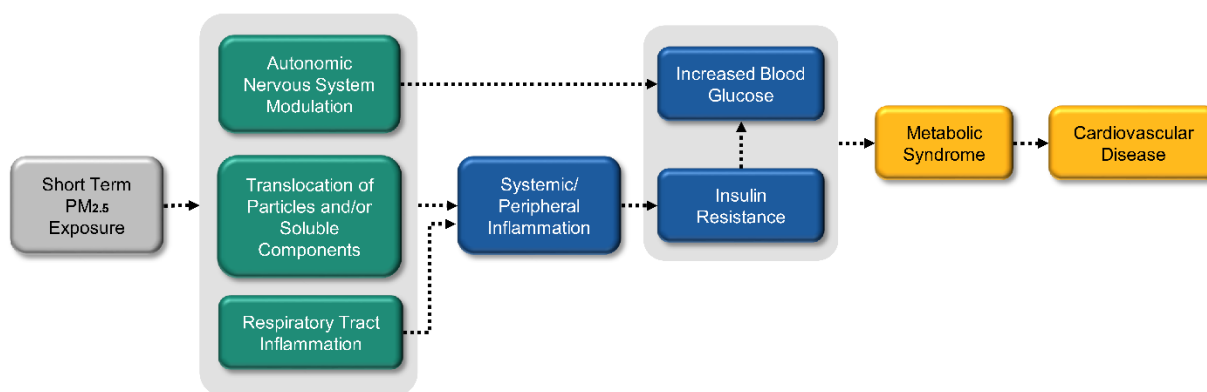 Short Term
PM2.5
Exposure
Autonomic
Nervous System
Modulation
Translocation of
Particles and/or
Soluble
Components
Respiratory Tract
Inflammation
Systemic/
Peripheral
Inflammation
Increased Blood
Glucose
Insulin
Resistance
Metabolic
Syndrome
Cardiovascular
Disease